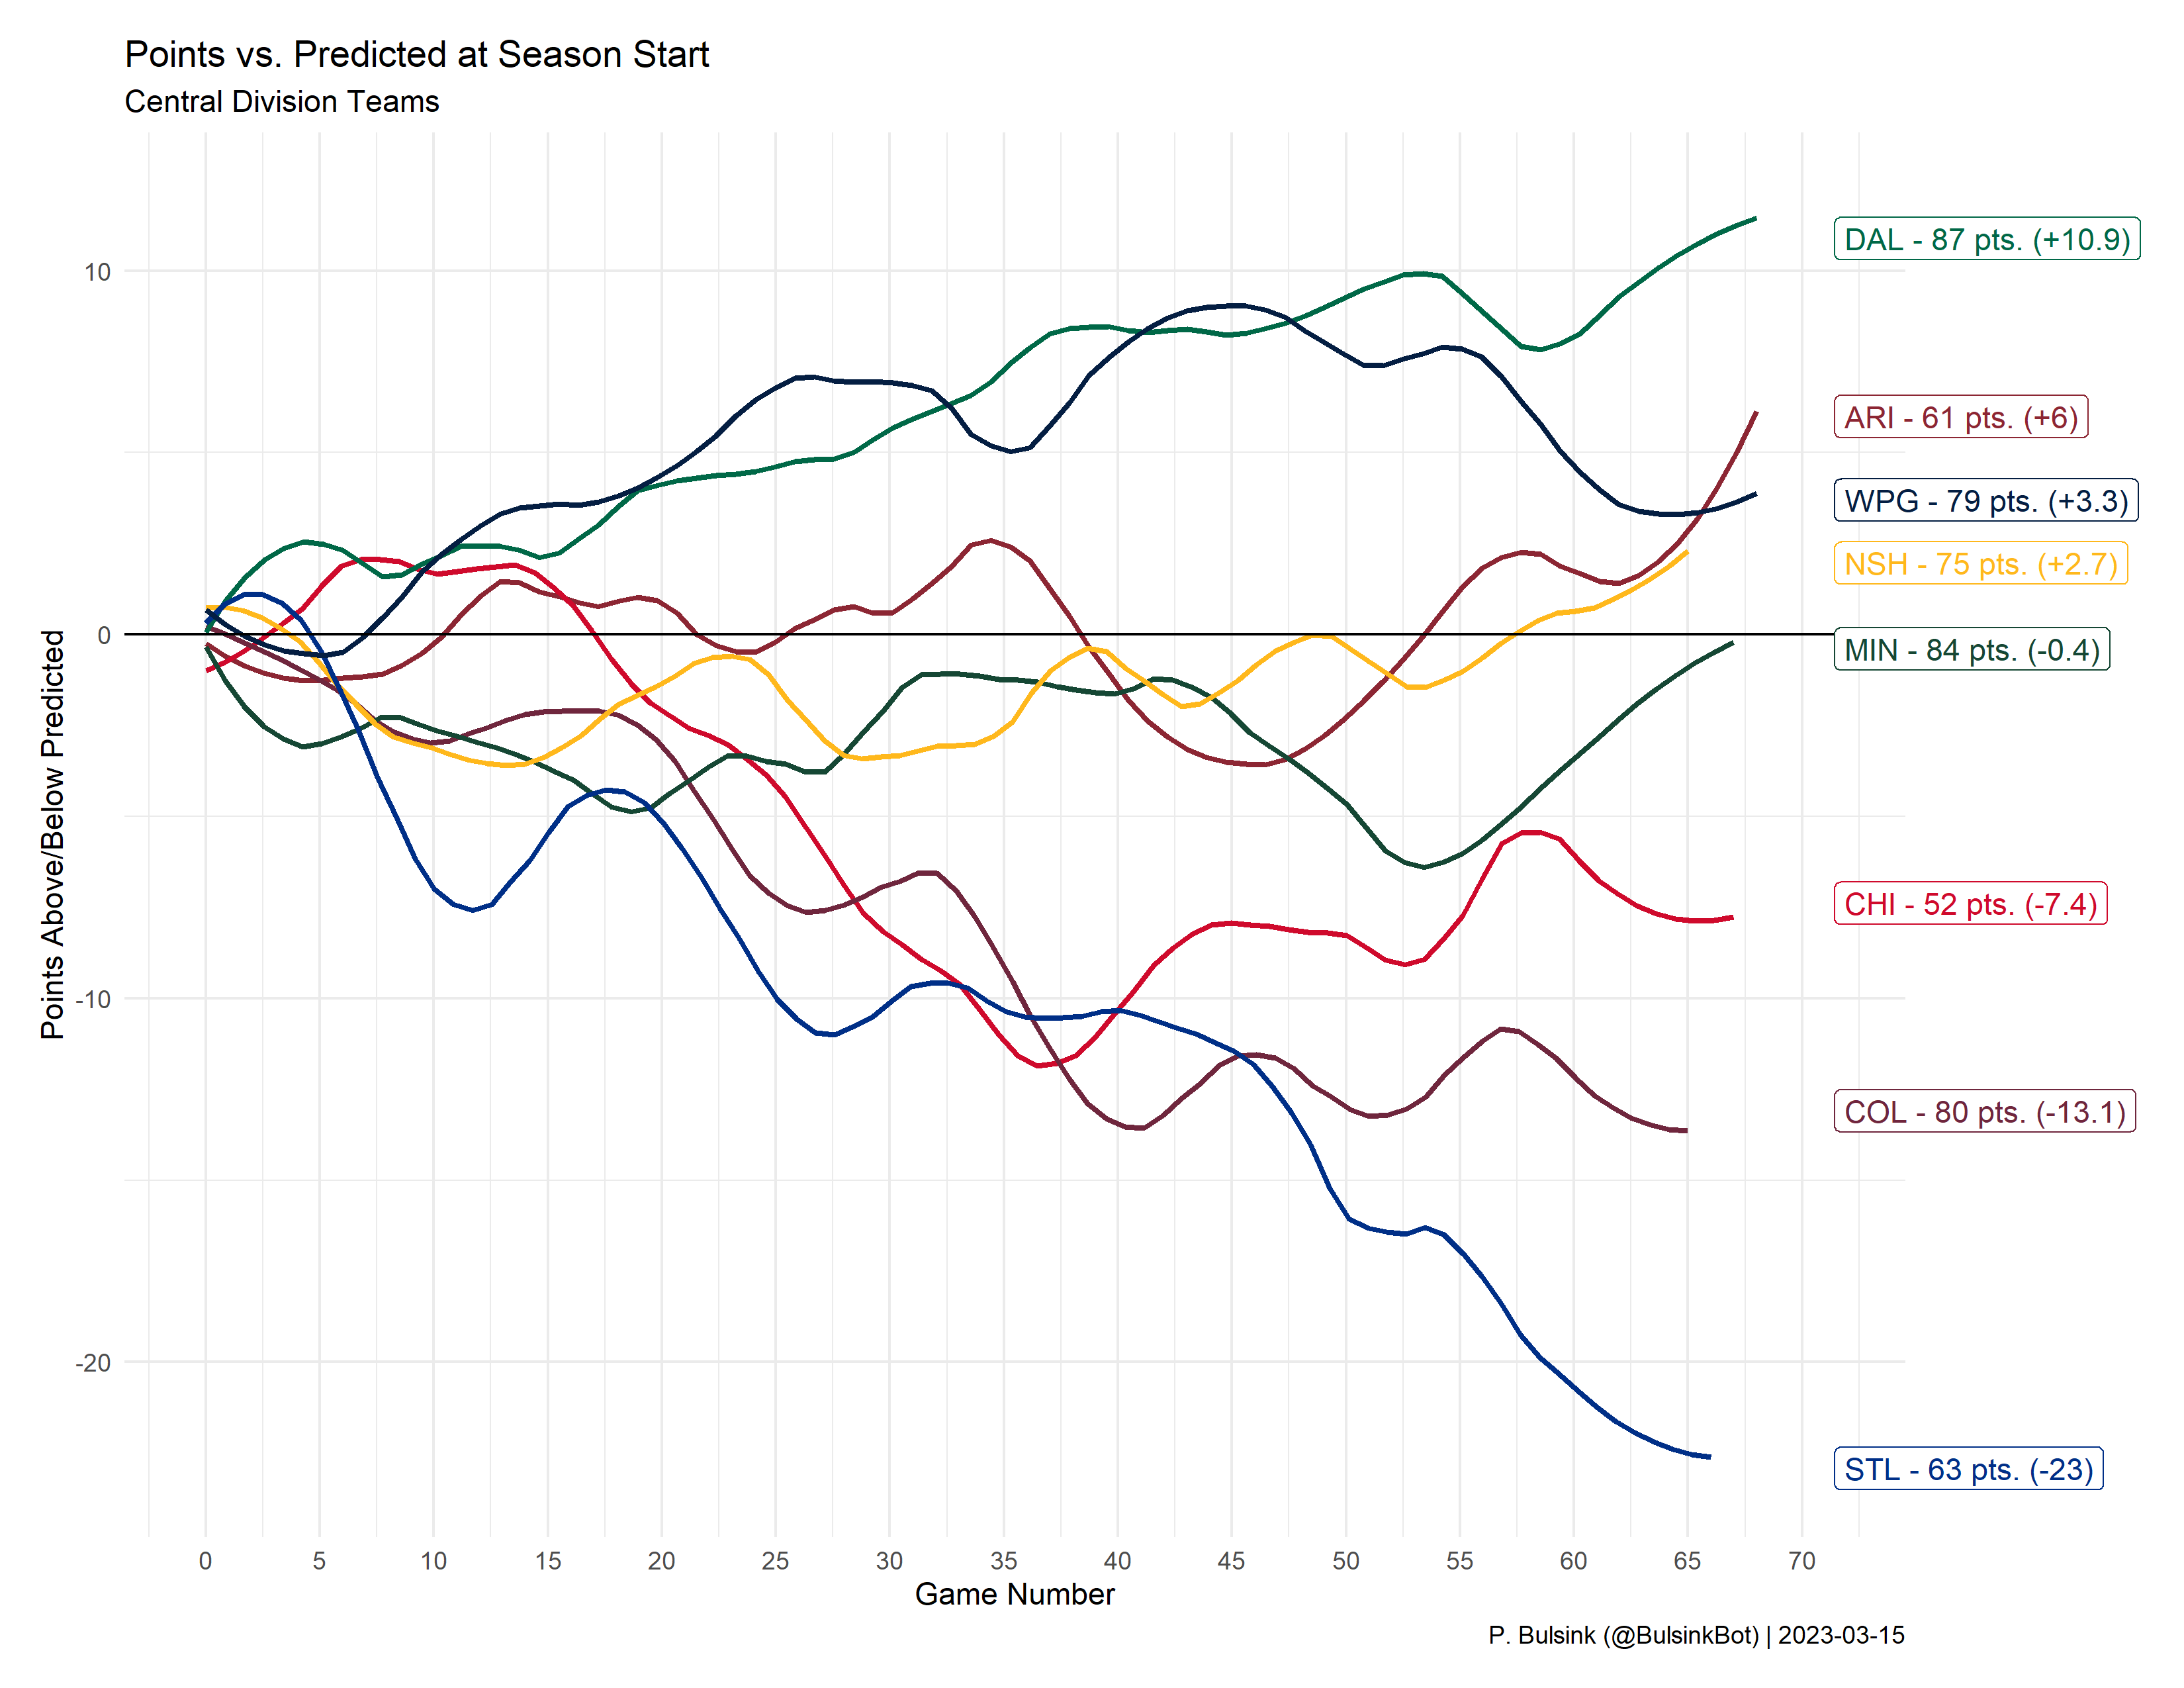 Points vs. Predicted at Season Start
Central Division Teams
Points Above/Below Predicted
10
0
-10
-20
DAL - 87 pts. (+10.9)
ARI - 61 pts. (+6)
WPG - 79 pts. (+3.3)
NSH - 75 pts. (+2.7)
MIN - 84 pts. (-0.4)
CHI - 52 pts. (-7.4)
COL - 80 pts. (-13.1)
STL - 63 pts. (-23)
0 5 10 15 20 25 30 35 40 45 50 55 60 65 70
Game Number
P. Bulsink (@BulsinkBot) | 2023-03-15